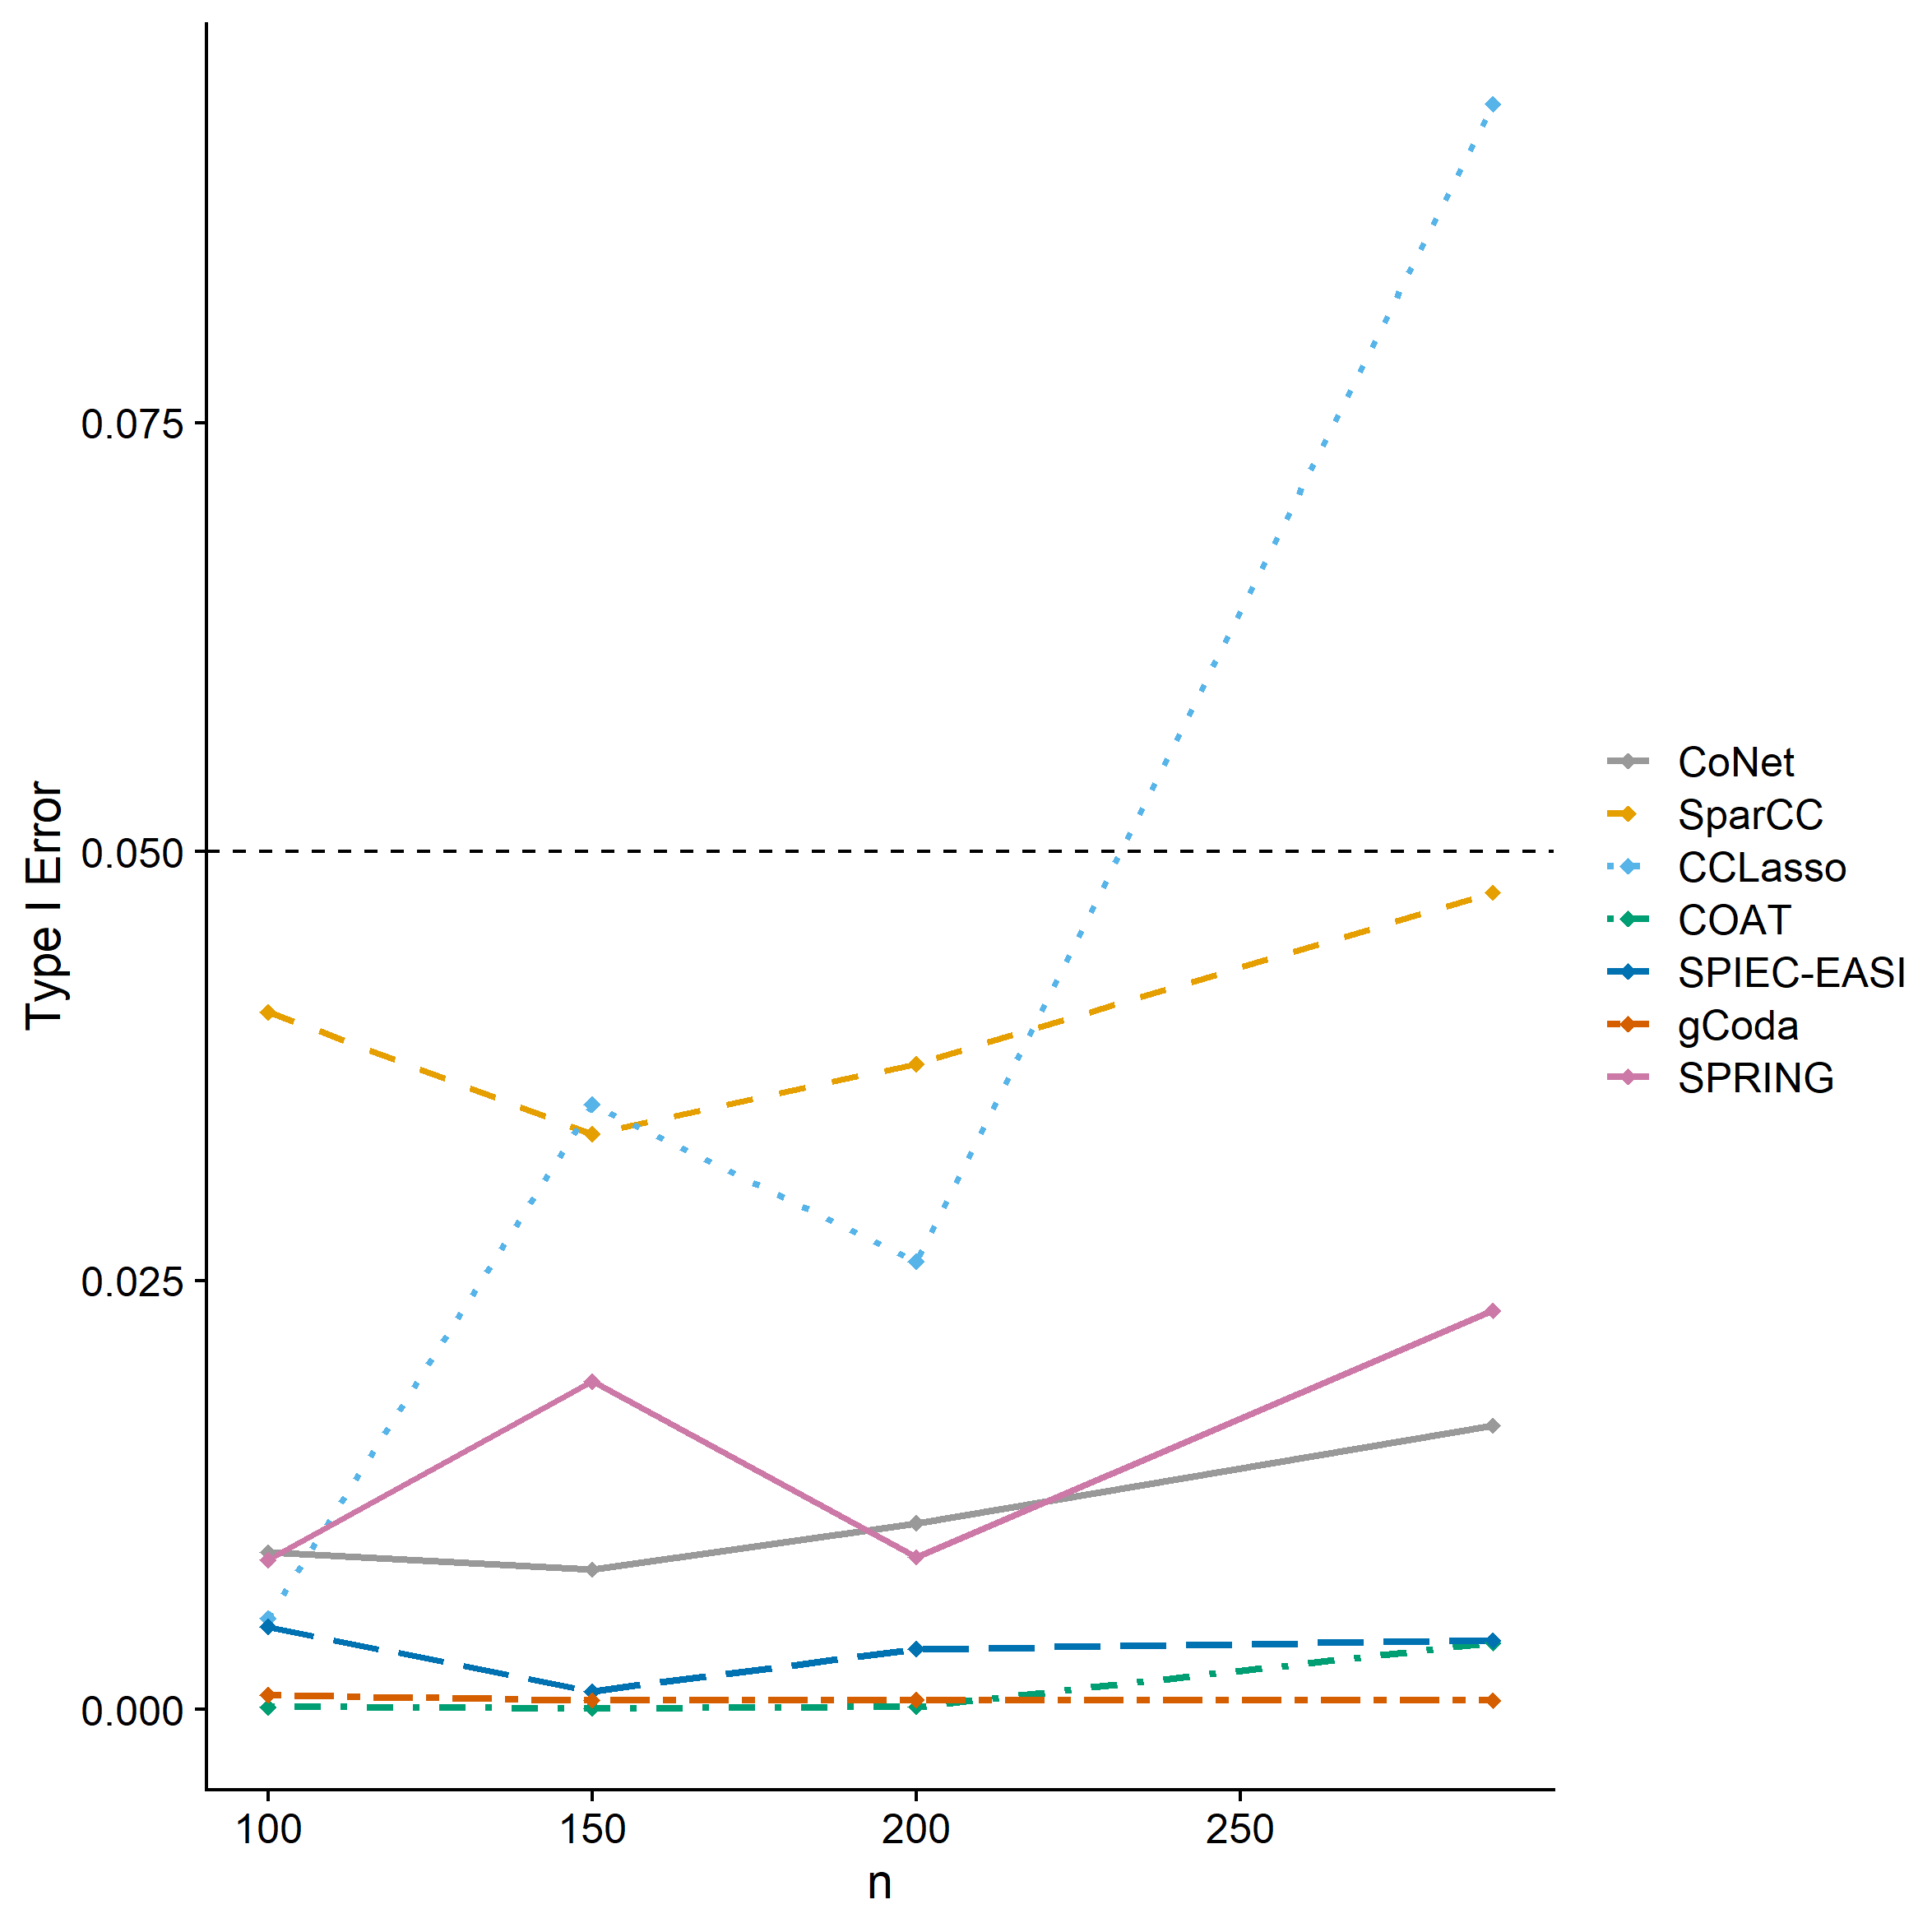 0.075
0.050
0.025
0.000
Type I Error
100
150
200
250
n
CoNet
SparCC
CCLasso
COAT
SPIEC-EASI
gCoda
SPRING